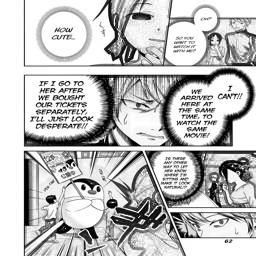 OH?
SO YOU
WANT TO
WATCH IT
WITH ME?
HOW
CUTE...
I
CAN'T!!
WE
ARRIVED
HERE AT
THE SAME
TIME, TO
WATCH THE
SAME
MOVIE!
IF I GO TO
HER AFTER
WE BOUGHT
OUR TICKETS
SEPARATELY,
I'LL JUST LOOK
DESPERATE!!
IS THERE
ANY OTHER
WAY TO LET
HER KNOW
WHERE I'M
SITTING AND
MAKE IT LOOK
NATURAL?
62